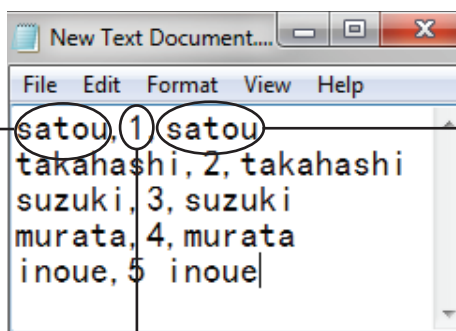 New Text Document....
File Edit Format View Help
satou, 1, satou
takahashi, 2, takahashi
suzuki, 3, suzuki
murata, 4, murata
inoue, 5 inoue